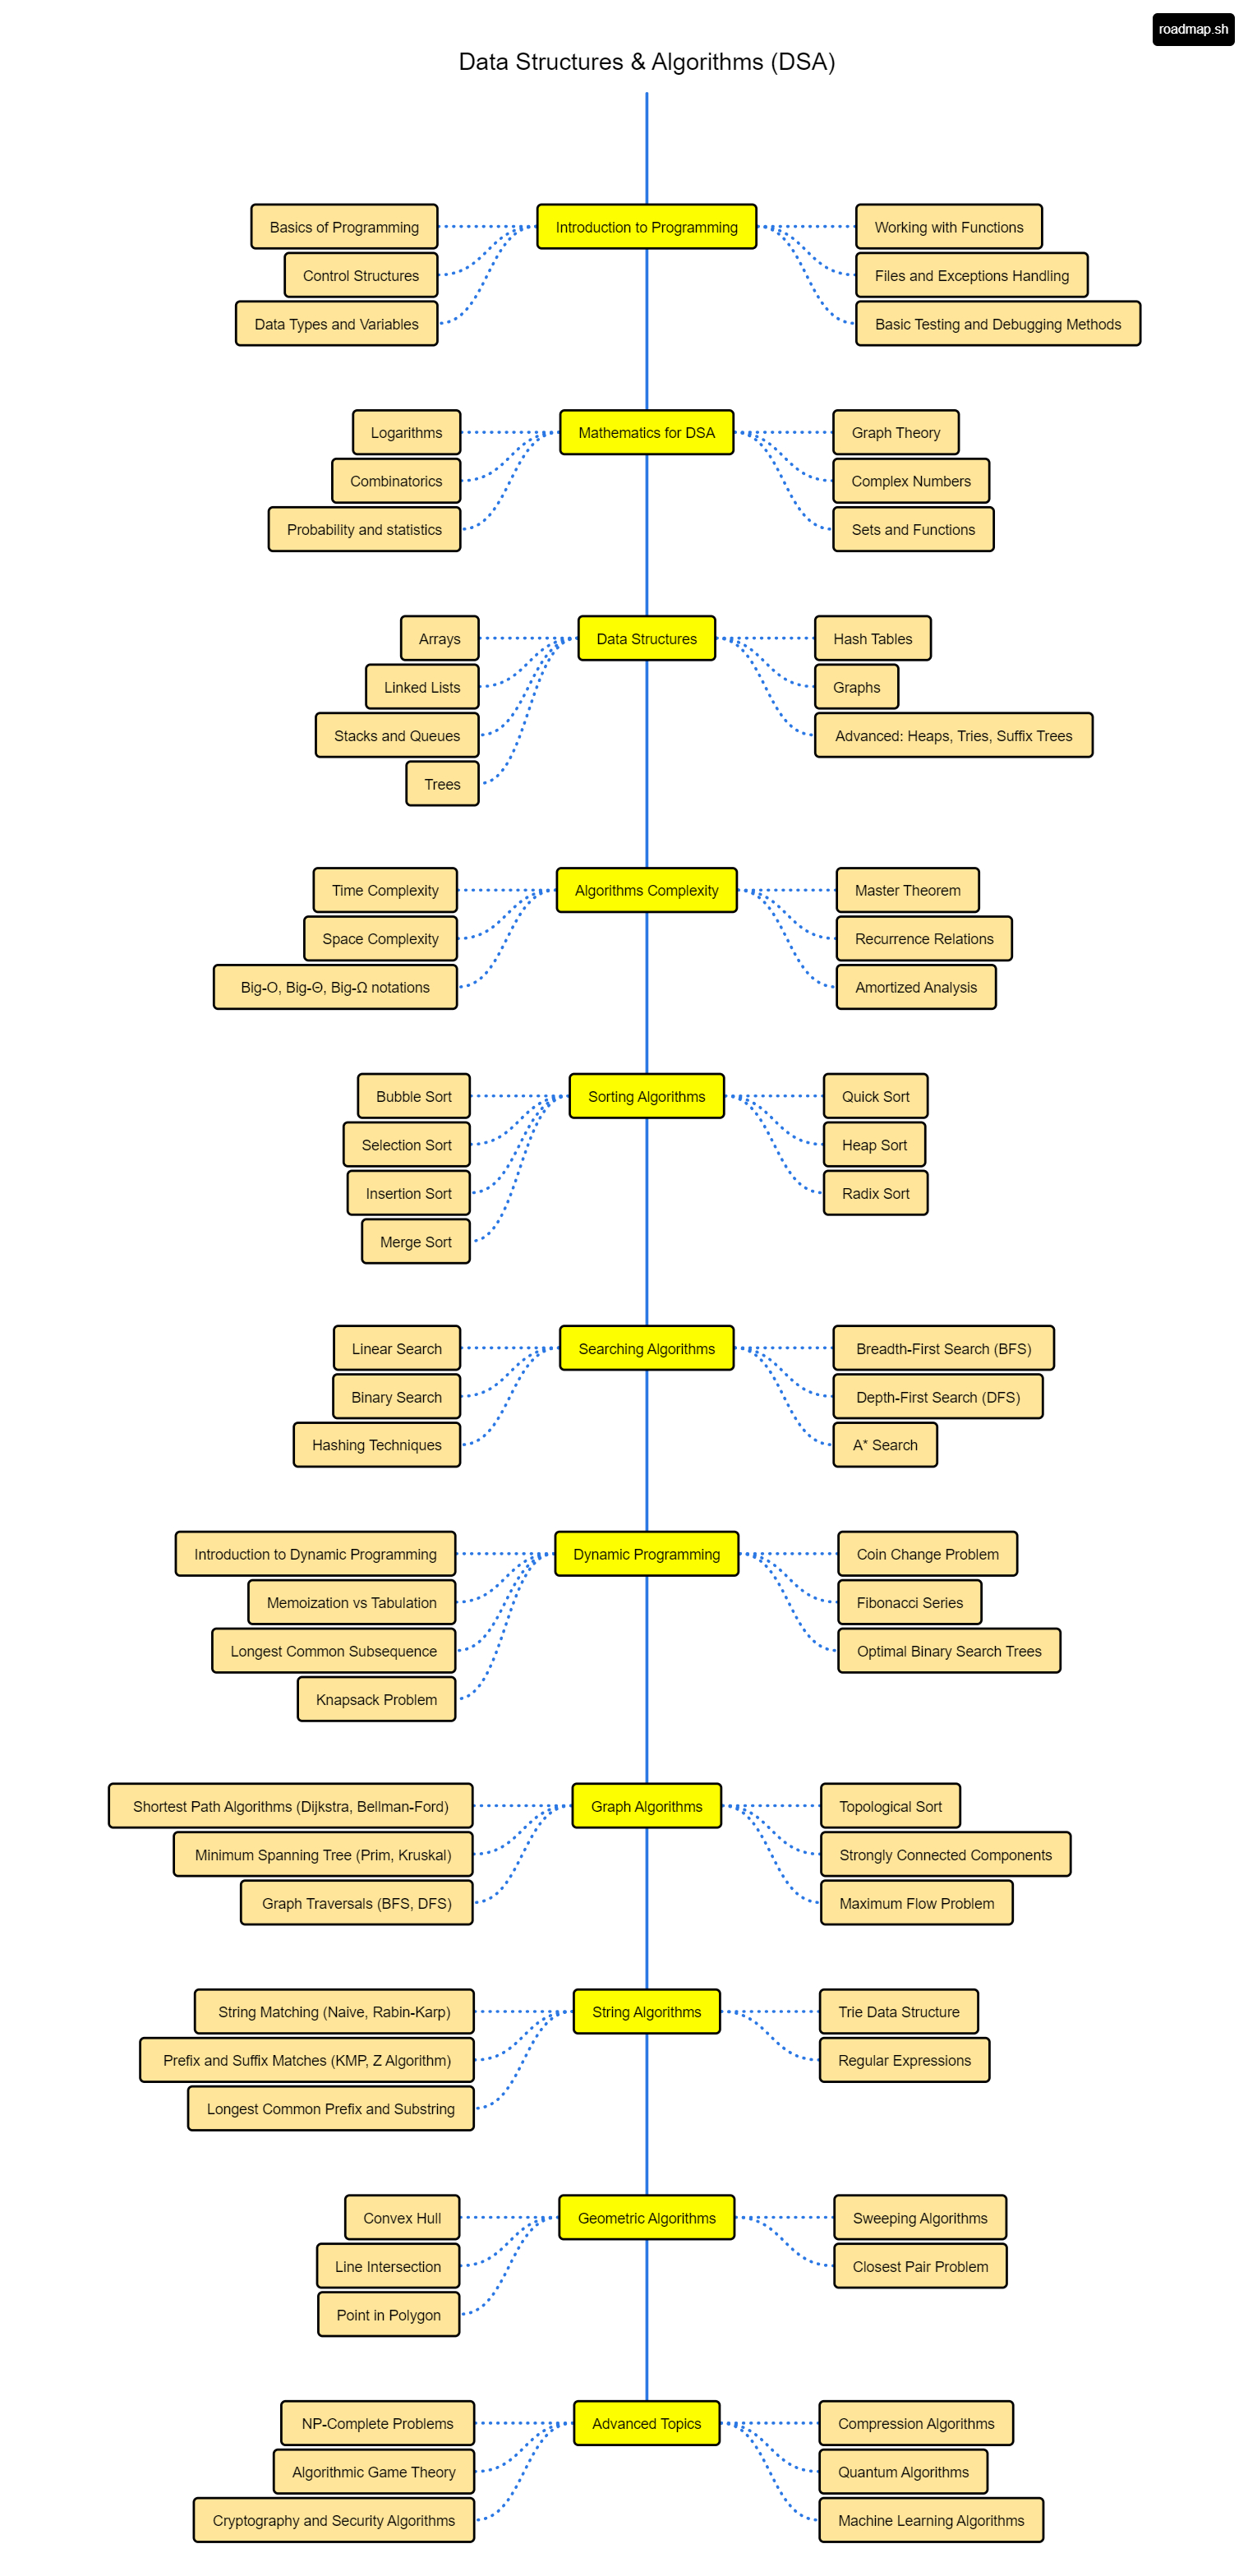 roadmap.sh
Data Structures & Algorithms (DSA)
Introduction to Programming
Basics of Programming
Control Structures
Data Types and Variables
Working with Functions
Files and Exceptions Handling
Basic Testing and Debugging Methods
Mathematics for DSA
Logarithms
Combinatorics
Probability and statistics
Graph Theory
Complex Numbers
Sets and Functions
Data Structures
Arrays
Linked Lists
Stacks and Queues
Trees
Hash Tables
Graphs
Advanced: Heaps, Tries, Suffix Trees
Algorithms Complexity
Time Complexity
Space Complexity
Big-O, Big-Θ, Big-Ω notations
Master Theorem
Recurrence Relations
Amortized Analysis
Sorting Algorithms
Bubble Sort
Selection Sort
Insertion Sort
Merge Sort
Quick Sort
Heap Sort
Radix Sort
Searching Algorithms
Linear Search
Binary Search
Hashing Techniques
Breadth-First Search (BFS)
Depth-First Search (DFS)
A* Search
Dynamic Programming
Introduction to Dynamic Programming
Memoization vs Tabulation
Longest Common Subsequence
Knapsack Problem
Coin Change Problem
Fibonacci Series
Optimal Binary Search Trees
Graph Algorithms
Shortest Path Algorithms (Dijkstra, Bellman-Ford)
Minimum Spanning Tree (Prim, Kruskal)
Graph Traversals (BFS, DFS)
Topological Sort
Strongly Connected Components
Maximum Flow Problem
String Algorithms
String Matching (Naive, Rabin-Karp)
Prefix and Suffix Matches (KMP, Z Algorithm)
Longest Common Prefix and Substring
Trie Data Structure
Regular Expressions
Geometric Algorithms
Convex Hull
Line Intersection
Point in Polygon
Sweeping Algorithms
Closest Pair Problem
Advanced Topics
NP-Complete Problems
Algorithmic Game Theory
Cryptography and Security Algorithms
Compression Algorithms
Quantum Algorithms
Machine Learning Algorithms